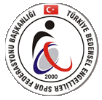 TÜRKİYE BEDENSEL ENGELLİLER SPOR FEDERASYONU BAŞKANLIĞI
2000